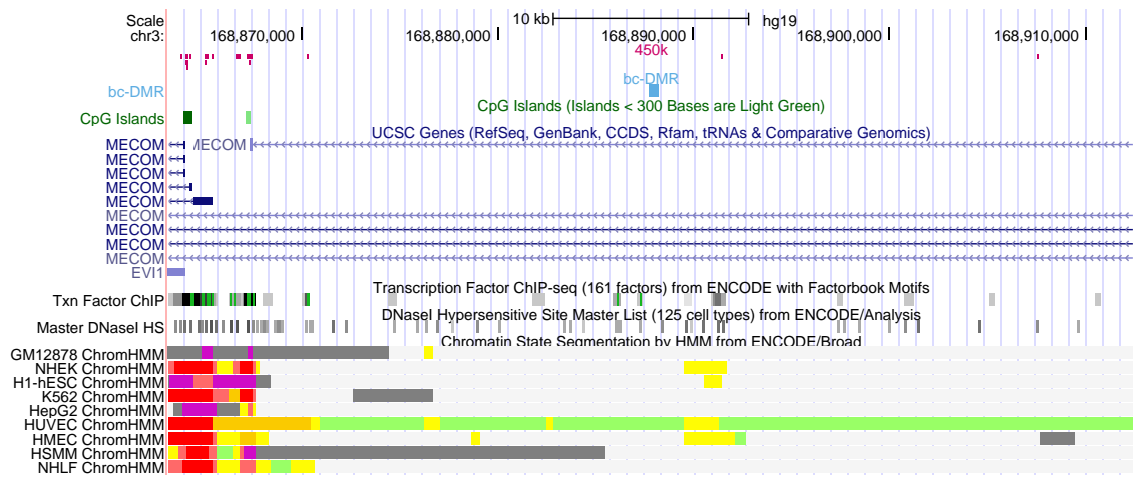 Scale 10 kb hg19
chr3: 168,870,000 168,880,000 168,890,000 168,900,000 168,910,000
450k
bc-DMR
bc-DMR
CpG Islands (Islands < 300 Bases are Light Green)
CpG Islands
UCSC Genes (RefSeq, GenBank, CCDS, Rfam, tRNAs & Comparative Genomics)
MECOM MECOM
MECOM
MECOM
MECOM
MECOM
MECOM
MECOM
MECOM
MECOM
EVI1
Transcription Factor ChIP-seq (161 factors) from ENCODE with Factorbook Motifs
Txn Factor ChIP
DNaseI Hypersensitive Site Master List (125 cell types) from ENCODE/Analysis
Master DNaseI HS
Chromatin State Segmentation by HMM from ENCODE/Broad
GM12878 ChromHMM
NHEK ChromHMM
H1-hESC ChromHMM
K562 ChromHMM
HepG2 ChromHMM
HUVEC ChromHMM
HMEC ChromHMM
HSMM ChromHMM
NHLF ChromHMM